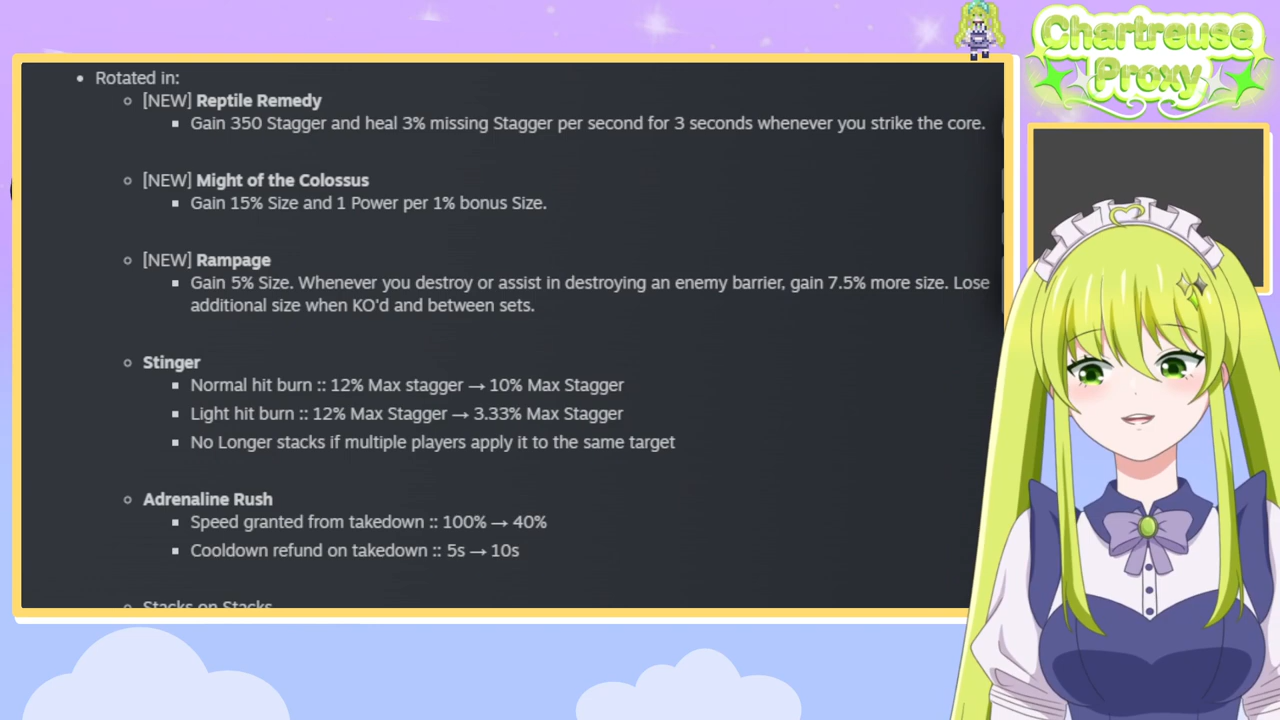 Chartreuse
Proxy
Rotated in:
[NEW] Reptile Remedy
Gain 350 Stagger and heal 3% missing Stagger per second for 3 seconds whenever you strike the core.
[NEW] Might of the Colossus
Gain 15% Size and 1 Power per 1% bonus Size.
[NEW] Rampage
Gain 5% Size. Whenever you destroy or assist in destroying an enemy barrier, gain 7.5% more size. Lose
additional size when KO'd and between sets.
Stinger
Normal hit burn :: 12% Max stagger → 10% Max Stagger
Light hit burn :: 12% Max Stagger → 3.33% Max Stagger
No Longer stacks if multiple players apply it to the same target
Adrenaline Rush
Speed granted from takedown :: 100% → 40%
Cooldown refund on takedown :: 5s → 10s
Stacks on Stacks